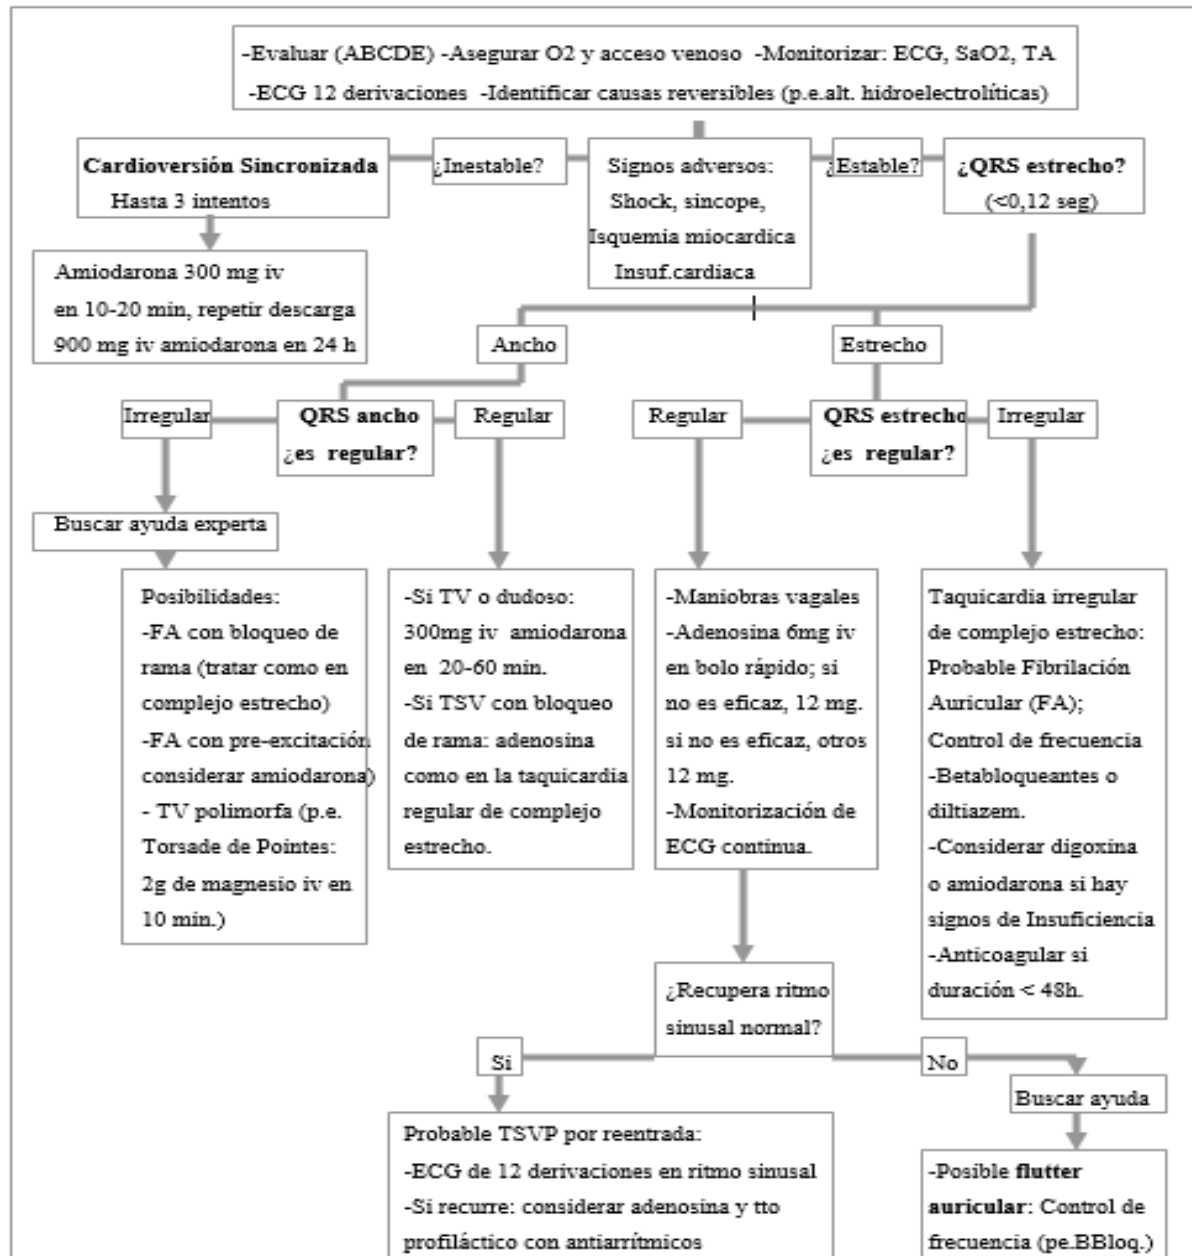 -Evaluar (ABCDE) -Asegurar O2 y acceso venoso -Monitorizar: ECG, SaO2, TA
-ECG 12 derivaciones -Identificar causas reversibles (p.e.alt. hidroelectrolíticas)
Cardioversión Sincronizada
Hasta 3 intentos
¿Inestable?
Signos adversos:
Shock, sincope,
Isquemia miocardica
Insuf.cardiaca
¿Estable?
¿QRS estrecho?
(<0,12 seg)
Amiodarona 300 mg iv
en 10-20 min, repetir descarga
900 mg iv amiodarona en 24 h
Ancho
Estrecho
Irregular
QRS ancho
¿es regular?
Regular
Regular
QRS estrecho
¿es regular?
Irregular
Buscar ayuda experta
Posibilidades:
-FA con bloqueo de
rama (tratar como en
complejo estrecho)
-FA con pre-excitación
considerar amiodarona)
- TV polimorfa (p.e.
Torsade de Pointes:
2g de magnesio iv en
10 min.)
-Si TV o dudoso:
300mg iv amiodarona
en 20-60 min.
-Si TSV con bloqueo
de rama: adenosina
como en la taquicardia
regular de complejo
estrecho.
-Maniobras vagales
-Adenosina 6mg iv
en bolo rápido; si
no es eficaz, 12 mg.
si no es eficaz, otros
12 mg.
-Monitorización de
ECG continua.
Taquicardia irregular
de complejo estrecho:
Probable Fibrilación
Auricular (FA);
Control de frecuencia
-Betabloqueantes o
diltiazem.
-Considerar digoxina
o amiodarona si hay
signos de Insuficiencia
-Anticoagular si
duración < 48h.
¿Recupera ritmo
sinusal normal?
Si
No
Buscar ayuda
Probable TSVP por reentrada:
-ECG de 12 derivaciones en ritmo sinusal
-Si recurre: considerar adenosina y tto
profiláctico con antiarrítmicos
-Posible flutter
auricular: Control de
frecuencia (pe.BBloq.)